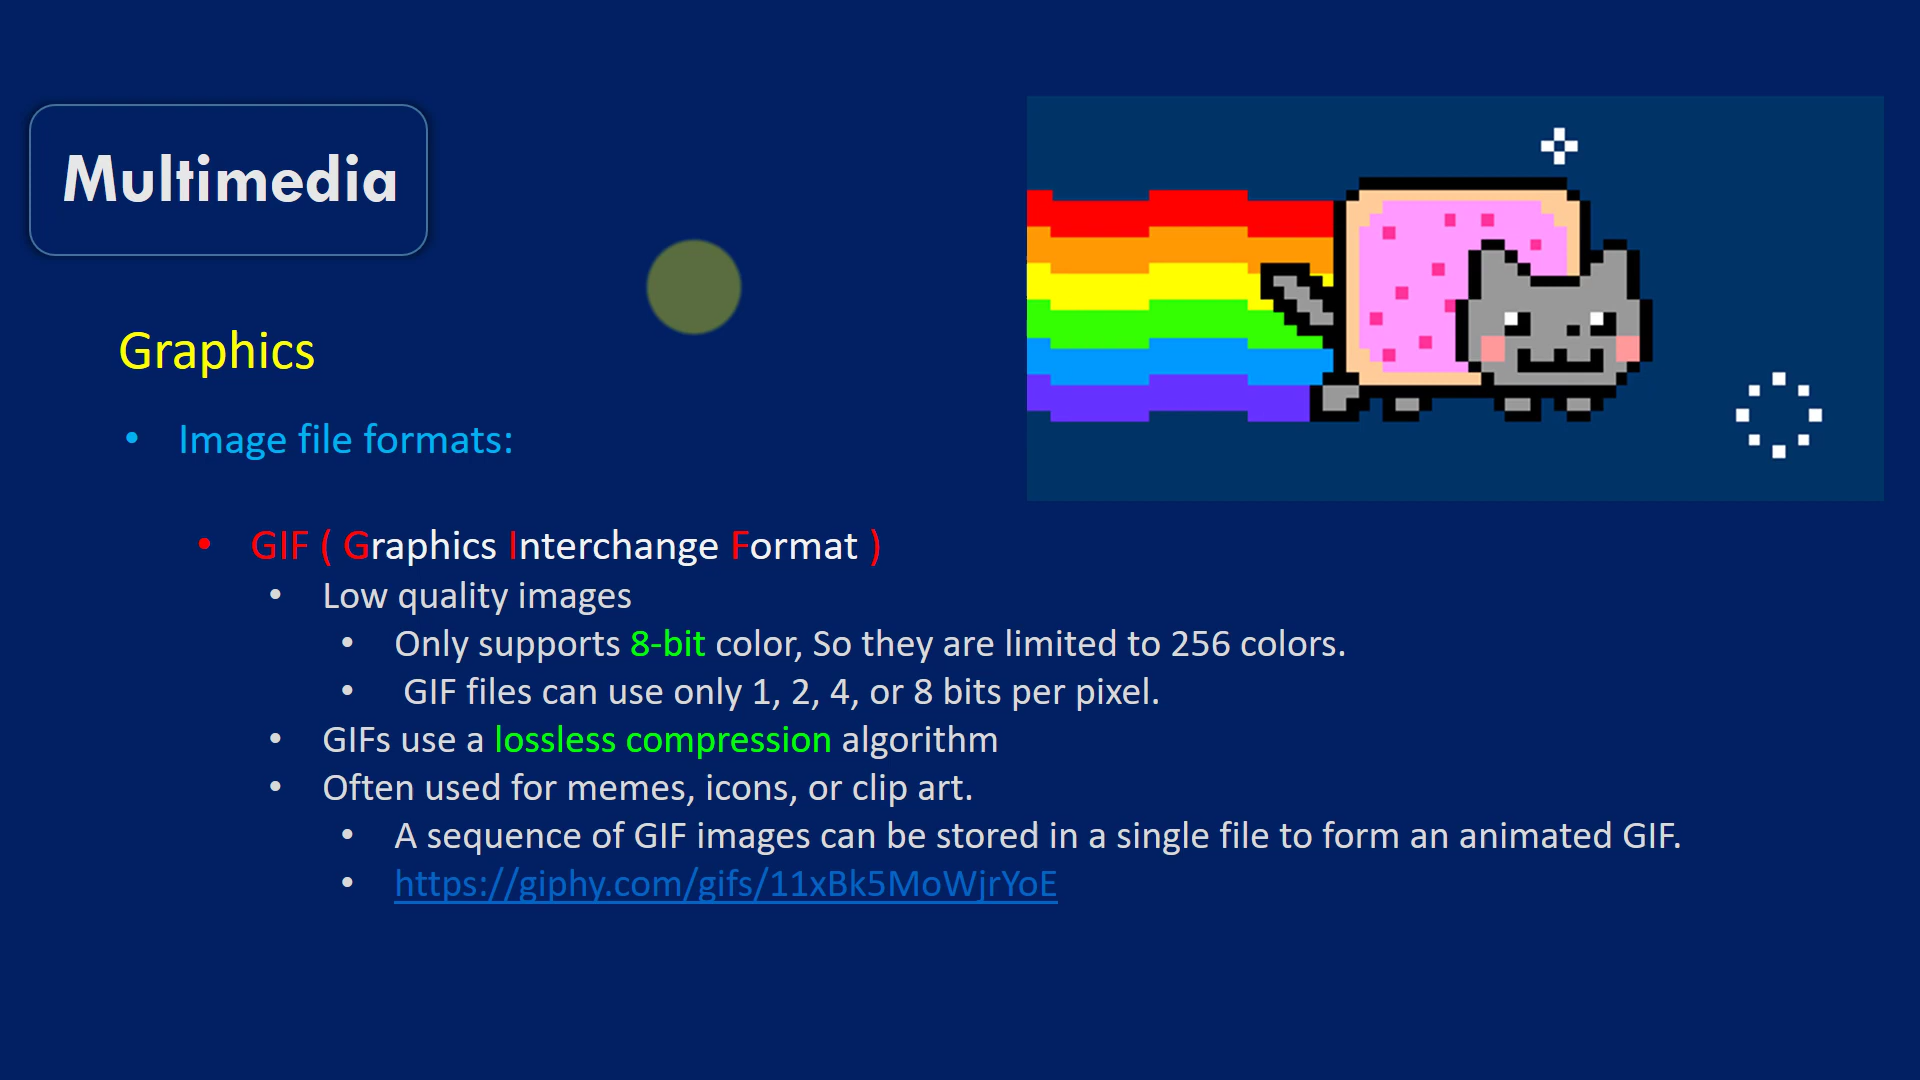 Multimedia
Graphics
• Image file formats:
• GIF ( Graphics Interchange Format )
• Low quality images
• Only supports 8-bit color, So they are limited to 256 colors.
• GIF files can use only 1, 2, 4, or 8 bits per pixel.
• GIFs use a lossless compression algorithm
• Often used for memes, icons, or clip art.
• A sequence of GIF images can be stored in a single file to form an animated GIF.
• https://giphy.com/gifs/11xBk5MoWjrYoE